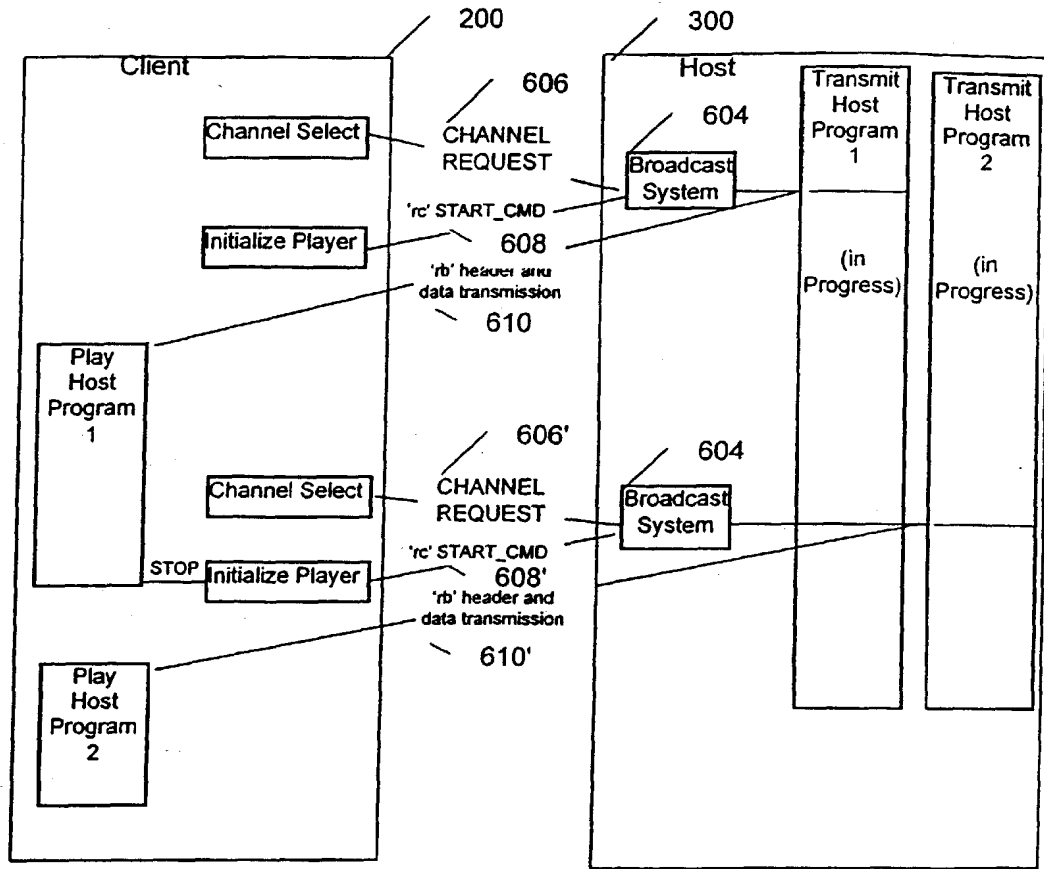 200
300
Client
Host
606
Channel Select
CHANNEL
REQUEST
604
Broadcast
System
Transmit
Host
Program
1
Transmit
Host
Program
2
'rc' START_CMD
Initialize Player
608
(in
Progress)
(in
Progress)
'rb' header and
data transmission
610
Play
Host
Program
1
606'
604
Channel Select
CHANNEL
REQUEST
Broadcast
System
'rc' START_CMD
STOP
Initialize Player
608'
'rb' header and
data transmission
610'
Play
Host
Program
2